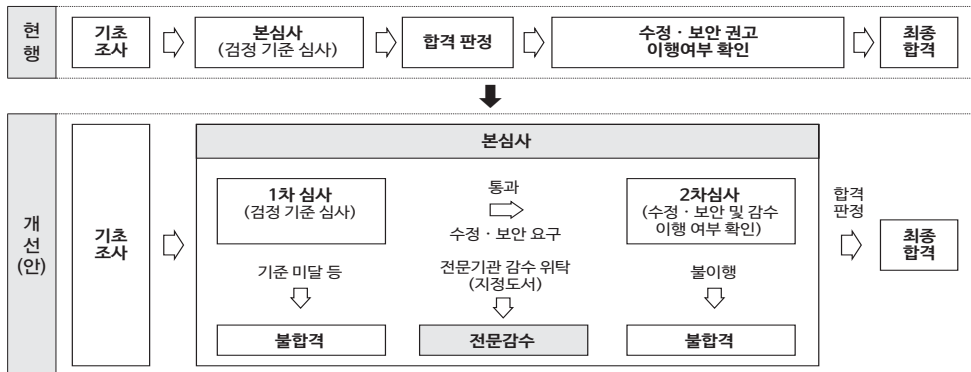 현
행
기초
조사
본심사
(검정 기준 심사)
합격 판정
수정 · 보안 권고
이행여부 확인
최종
합격
개
선
(안)
기초
조사
본심사
1차 심사
(검정 기준 심사)
통과
수정 · 보안 요구
2차심사
(수정 · 보안 및 감수
이행 여부 확인)
합격
판정
최종
합격
기준 미달 등
전문기관 감수 위탁
(지정도서)
불이행
불합격
전문감수
불합격